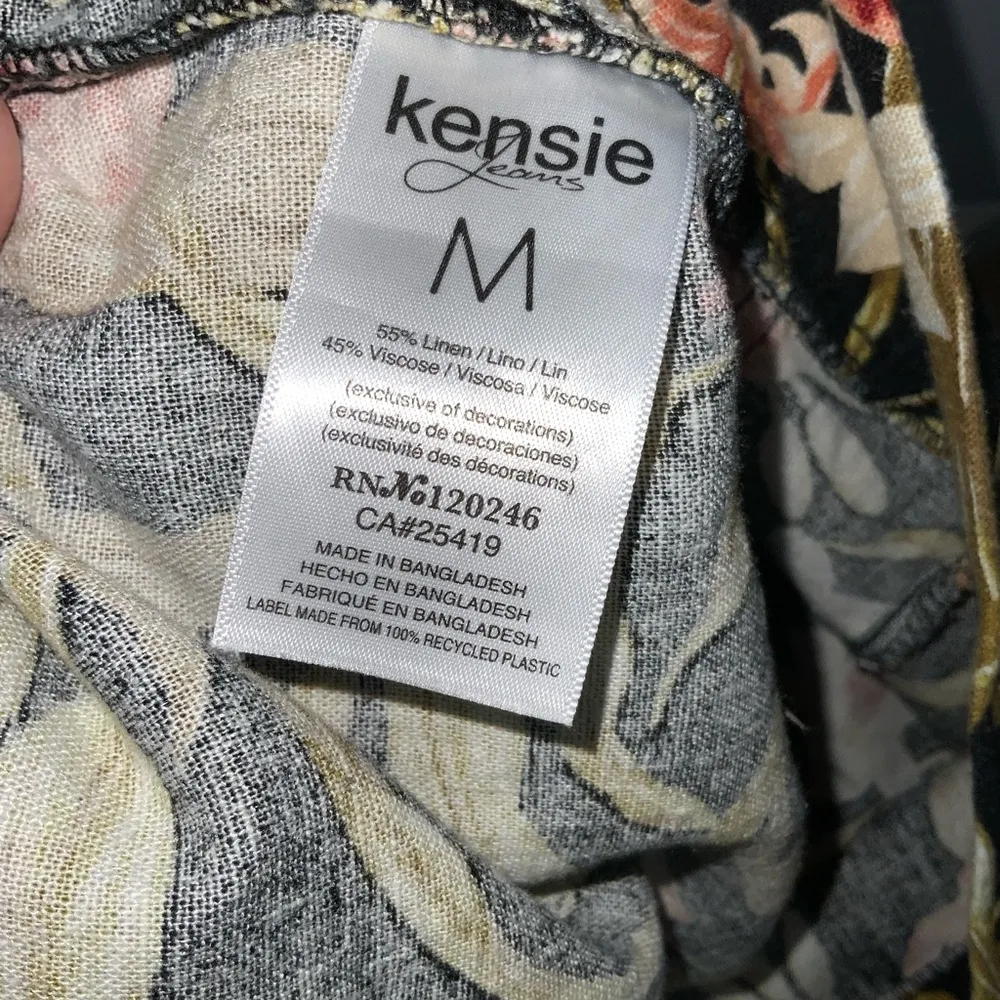 kensie
Jeans
M
55% Linen / Lino / Lin
45% Viscose / Viscosa / Viscose
(exclusive of decorations)
(exclusivo de decoraciones)
(exclusivité des décorations)
RN№120246
CA#25419
MADE IN BANGLADESH
HECHO EN BANGLADESH
FABRIQUÉ EN BANGLADESH
LABEL MADE FROM 100% RECYCLED PLASTIC